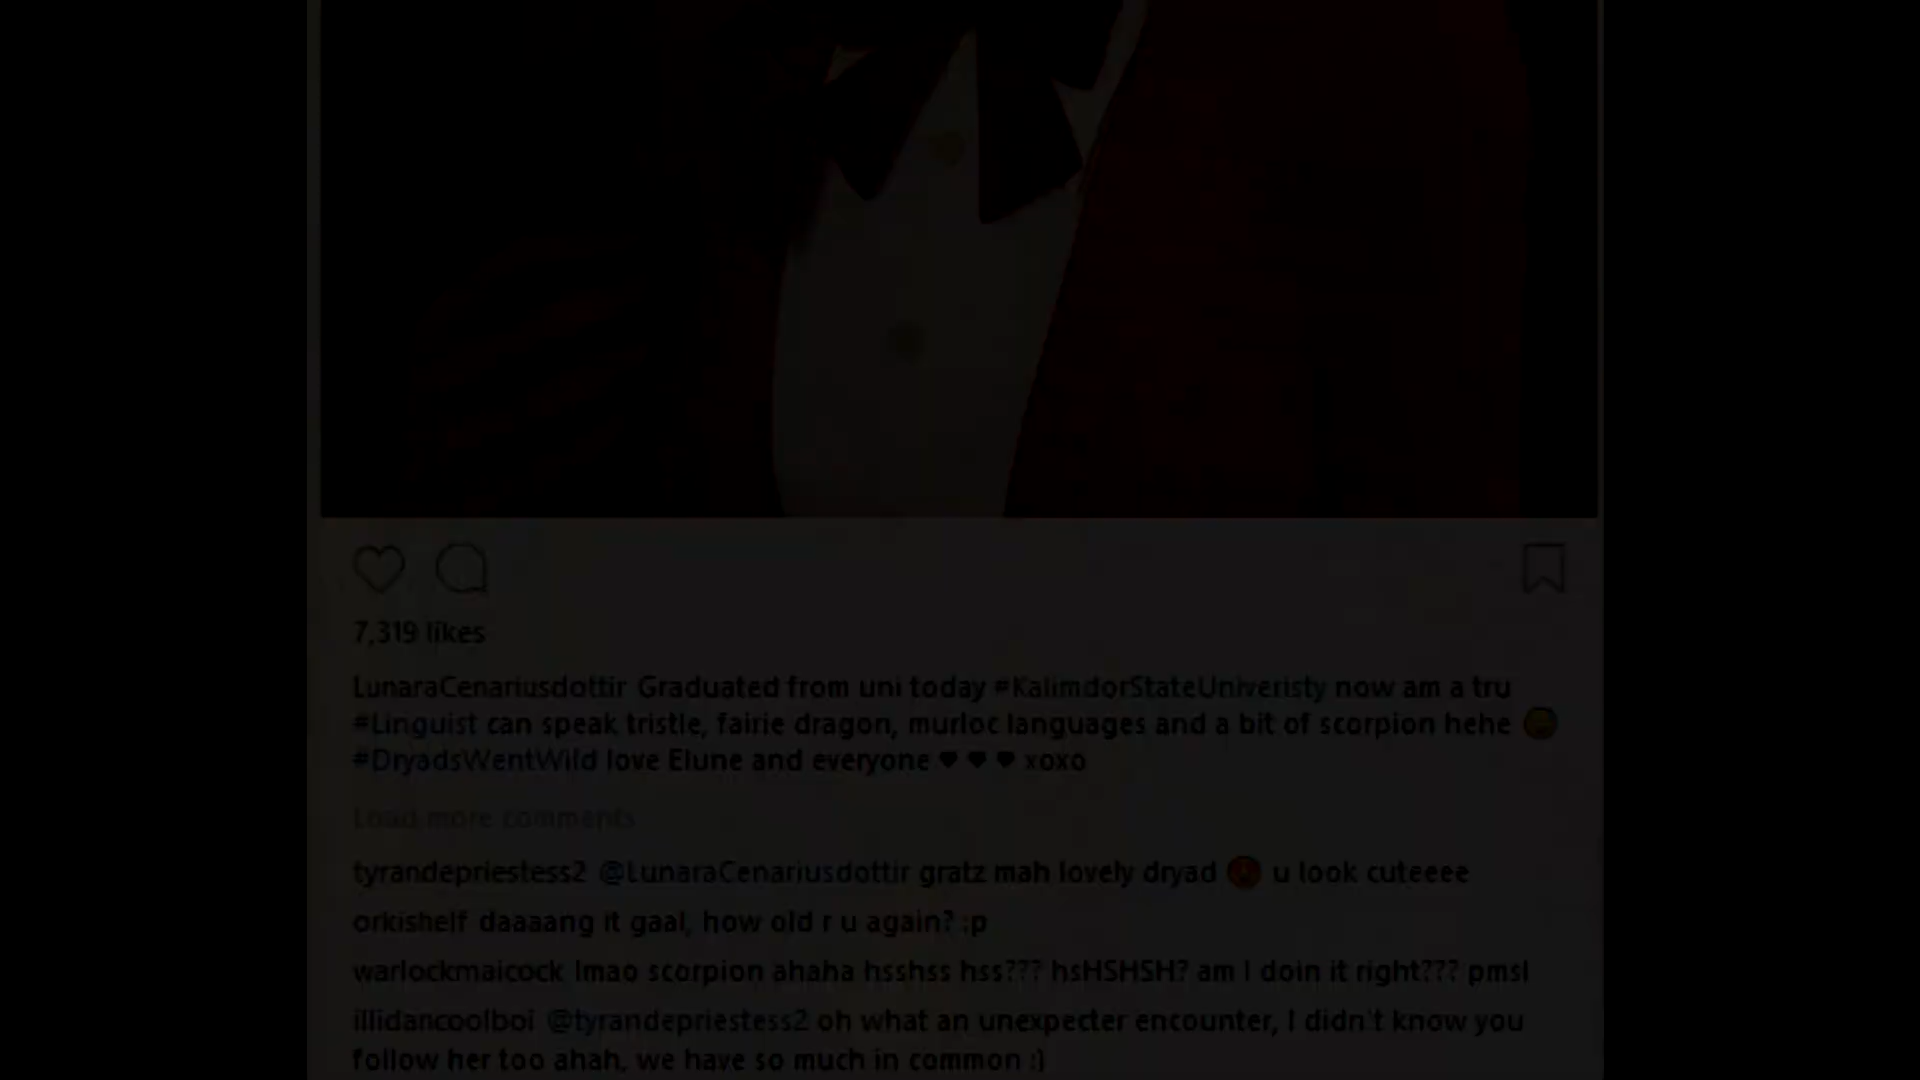 7,319 likes
LunaraCenariusdottir Graduated from uni today #KalimdorStateUniveristy now am a tru
#Linguist can speak tristle, fairie dragon, murloc languages and a bit of scorpion hehe
#DryadsWentWild love Elune and everyone ♥ ♥ ♥ xoxo
Load more comments
tyrandepriestess2 @LunaraCenariusdottir gratz mah lovely dryad u look cuteeee
orkishelf daaaang it gaal, how old r u again? :p
warlockmaicock lmao scorpion ahaha hsshss hss??? hsHSHSH? am I doin it right??? pmsl
illidancoolboi @tyrandepriestess2 oh what an unexpecter encounter, I didn't know you
follow her too ahah, we have so much in common :)